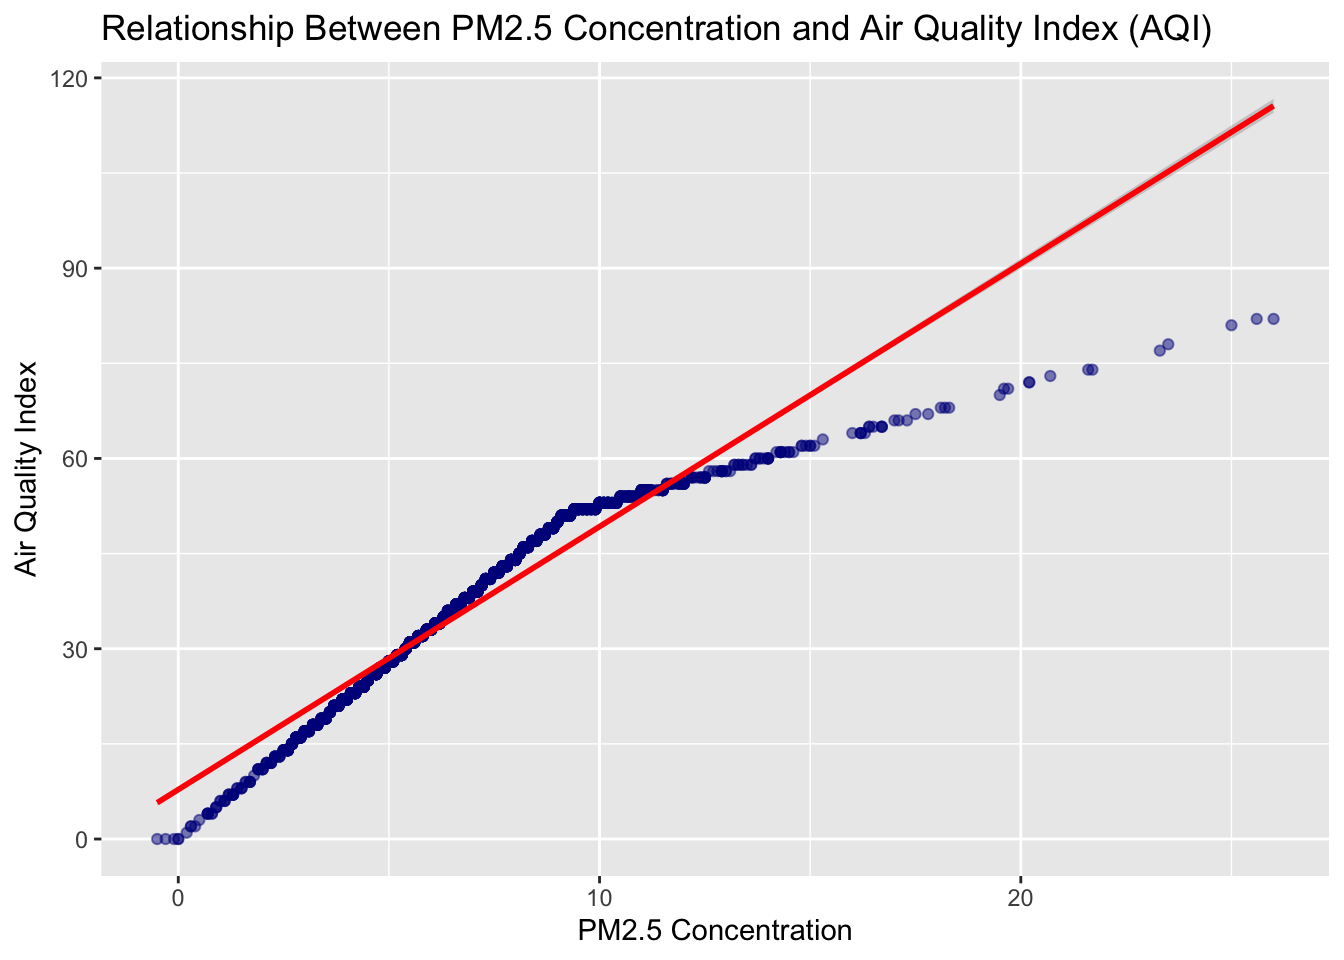 Relationship Between PM2.5 Concentration and Air Quality Index (AQI)
120
90
60
30
0
Air Quality Index
0 10 20
PM2.5 Concentration